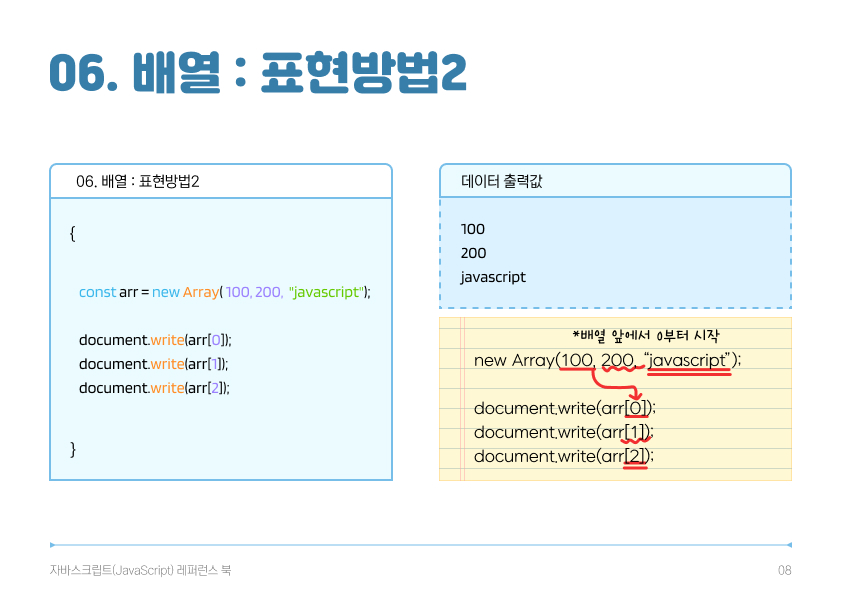 06. 배열 : 표현방법2
06. 배열 : 표현방법2
{
const arr = new Array( 100, 200, "javascript");
document.write(arr[0]);
document.write(arr[1]);
document.write(arr[2]);
}
데이터 출력값
100
200
javascript
*배열 앞에서 0부터 시작
new Array(100, 200, “javascript”);
document.write(arr[0]);
document.write(arr[1]);
document.write(arr[2]);
자바스크립트(JavaScript) 레퍼런스 북
08